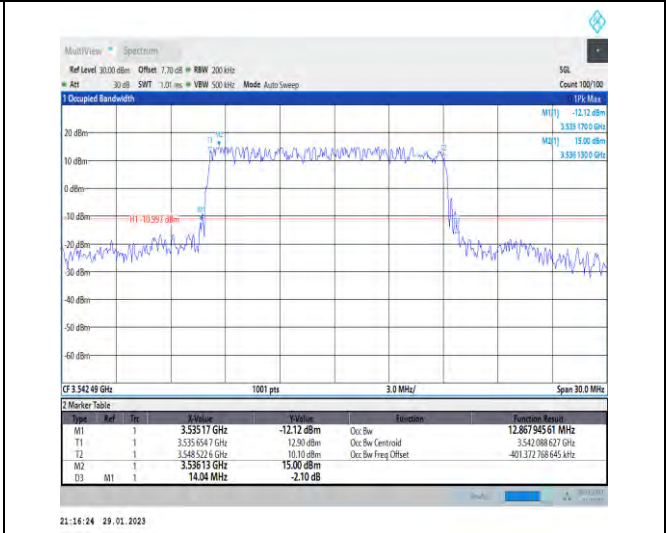 MultiView Spectrum
Ref Level 30.00 dBm Offset 7.70 dB RBW 200 kHz SGL
Att 30 dB SWT 1.01 ms VBW 500 kHz Mode Auto Sweep Count 100/100
1 Occupied Bandwidth 1Pk Max
M1(1) -12.12 dBm
3.535 170 0 GHz
M2(1) 15.00 dBm
3.536 130 0 GHz
20 dBm
M2
T1
T2
10 dBm
0 dBm
M1
-10 dBm
H1 -10.997 dBm
-20 dBm
-30 dBm
-40 dBm
-50 dBm
-60 dBm
CF 3.542 49 GHz 1001 pts 3.0 MHz/ Span 30.0 MHz
2 Marker Table
Type Ref Trc X-Value Y-Value Function Function Result
M1 1 3.535 17 GHz -12.12 dBm Occ Bw 12.867 945 61 MHz
T1 1 3.535 654 7 GHz 12.90 dBm Occ Bw Centroid 3.542 088 627 GHz
T2 1 3.548 522 6 GHz 10.10 dBm Occ Bw Freq Offset -401.372 768 645 kHz
M2 1 3.536 13 GHz 15.00 dBm
D3 M1 1 14.04 MHz -2.10 dB
Ready
21:16:24 29.01.2023